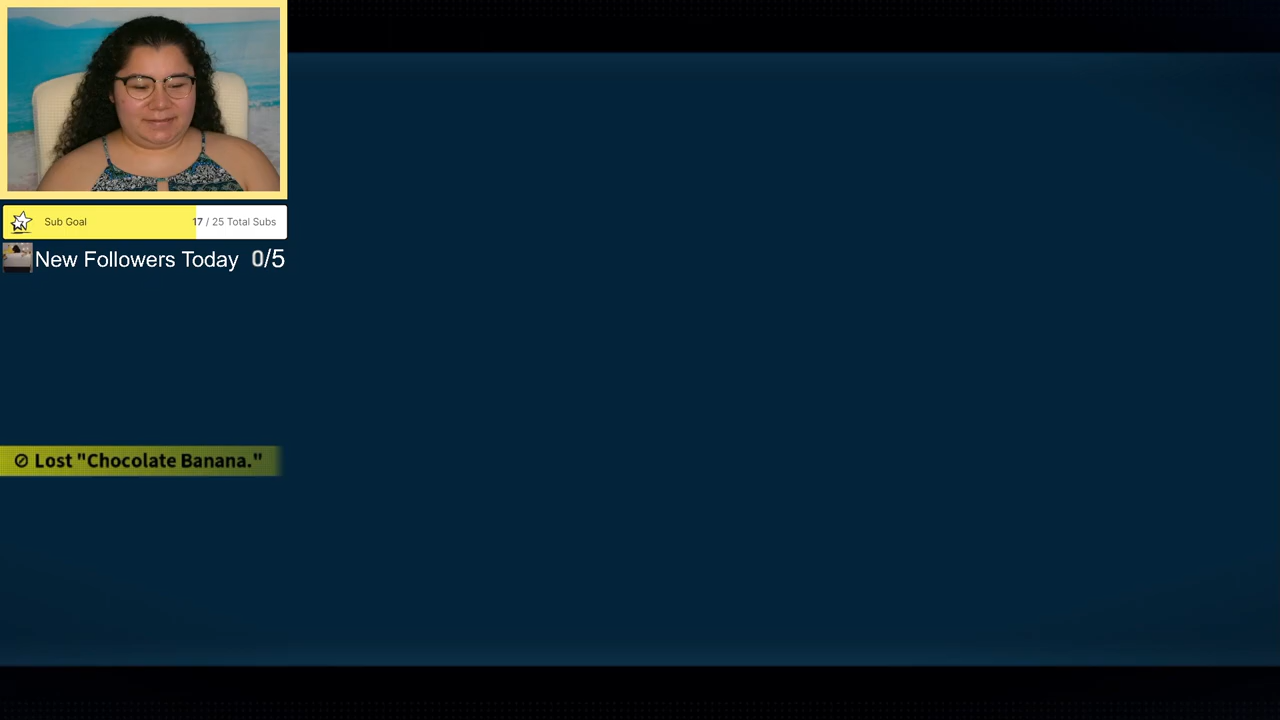 Sub Goal 17 / 25 Total Subs
New Followers Today 0/5
Lost "Chocolate Banana."